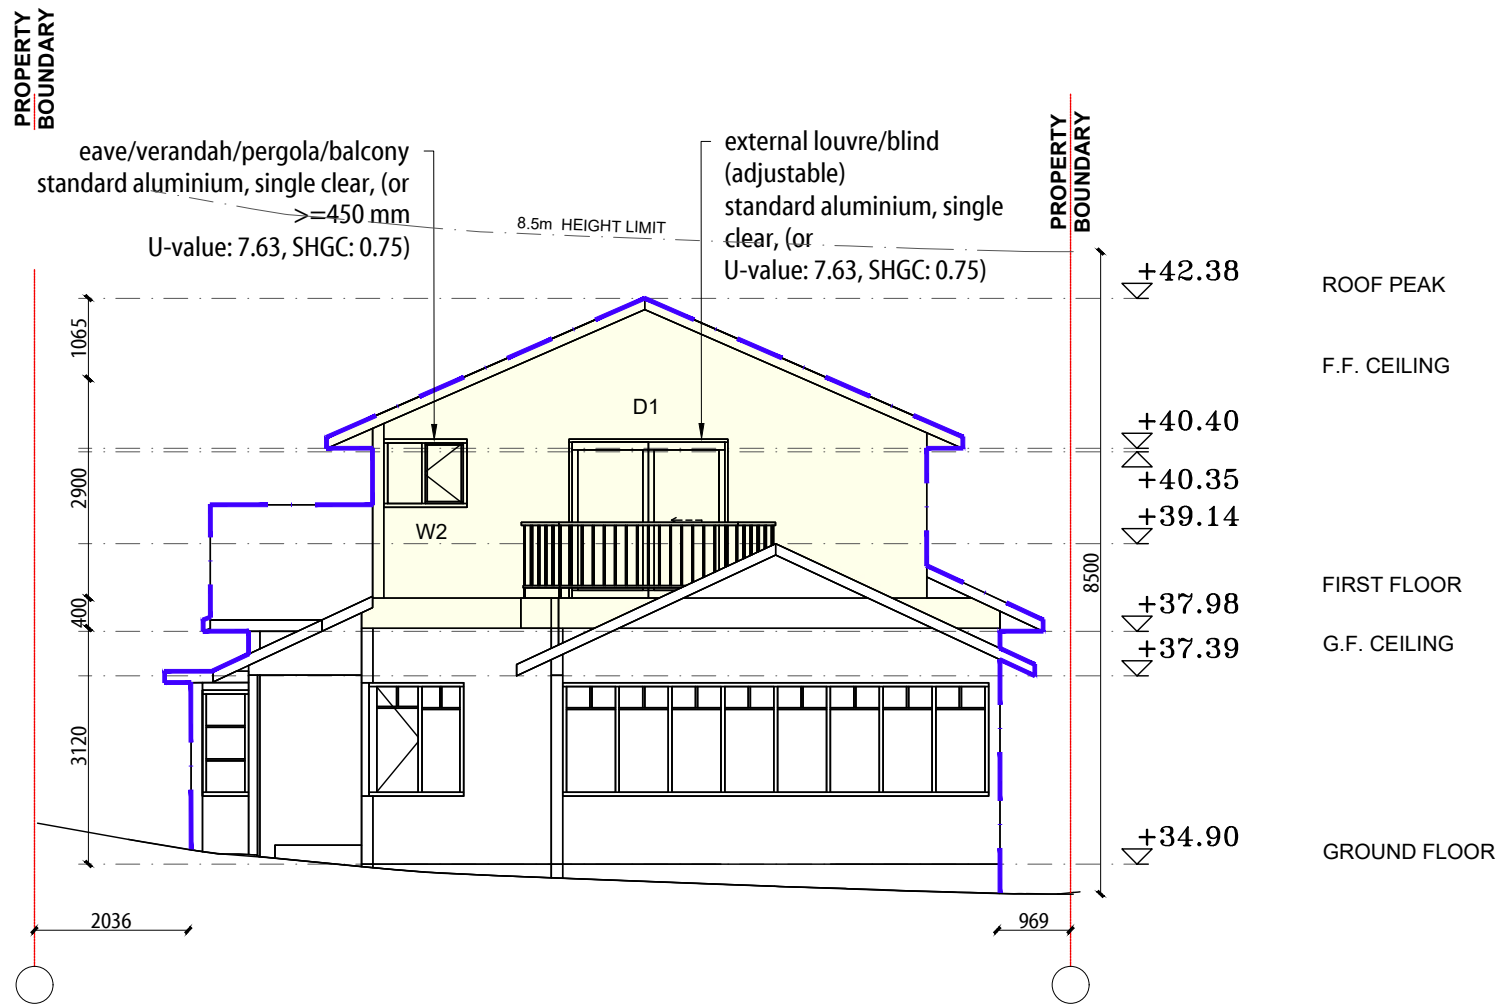 PROPERTY
BOUNDARY
eave/verandah/pergola/balcony
standard aluminium, single clear, (or
>=450 mm
U-value: 7.63, SHGC: 0.75)
external louvre/blind
(adjustable)
standard aluminium, single
clear, (or
U-value: 7.63, SHGC: 0.75)
PROPERTY
BOUNDARY
8.5m HEIGHT LIMIT
+42.38
ROOF PEAK
1065
F.F. CEILING
D1
+40.40
2900
+40.35
W2
+39.14
8500
FIRST FLOOR
400
+37.98
+37.39
G.F. CEILING
3120
+34.90
GROUND FLOOR
2036
969